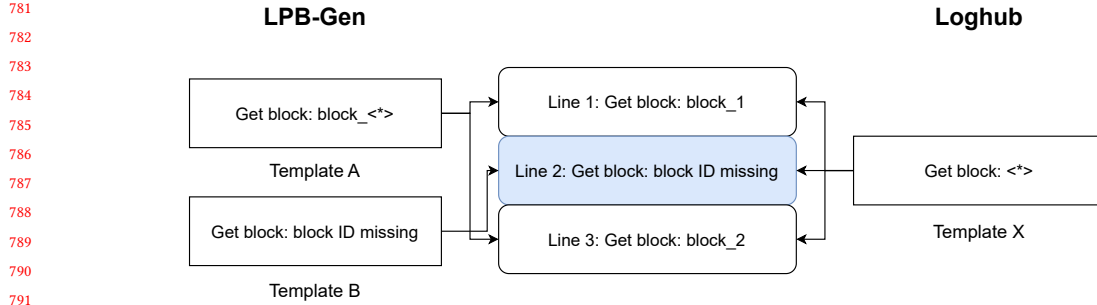 781
782
783
784
785
786
787
788
789
790
791
LPB-Gen
Loghub
Get block: block_<*>
Template A
Get block: block ID missing
Template B
Line 1: Get block: block_1
Line 2: Get block: block ID missing
Line 3: Get block: block_2
Get block: <*>
Template X